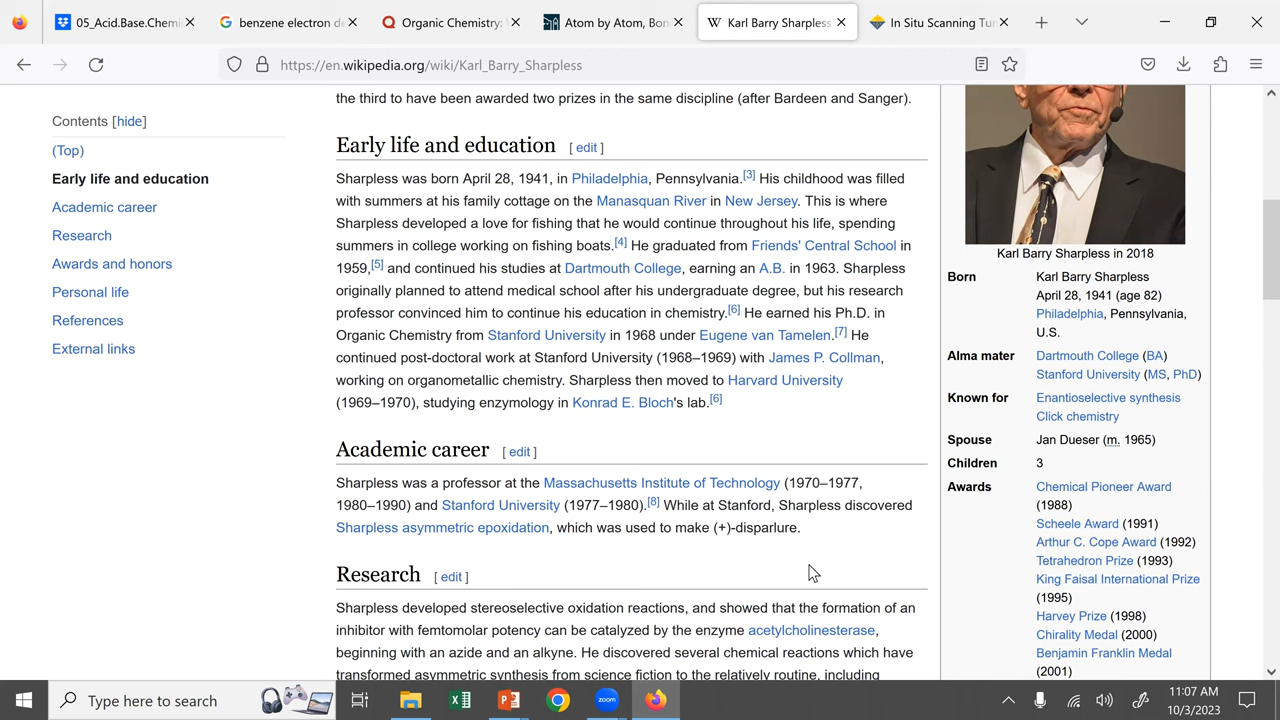 05_Acid.Base.Chemi
benzene electron de
Organic Chemistry:
Atom by Atom, Bon
Karl Barry Sharpless
In Situ Scanning Tur
https://en.wikipedia.org/wiki/Karl_Barry_Sharpless
Contents [hide]
(Top)
Early life and education
Academic career
Research
Awards and honors
Personal life
References
External links
the third to have been awarded two prizes in the same discipline (after Bardeen and Sanger).
Early life and education [ edit ]
Sharpless was born April 28, 1941, in Philadelphia, Pennsylvania.[3] His childhood was filled
with summers at his family cottage on the Manasquan River in New Jersey. This is where
Sharpless developed a love for fishing that he would continue throughout his life, spending
summers in college working on fishing boats.[4] He graduated from Friends' Central School in
1959,[5] and continued his studies at Dartmouth College, earning an A.B. in 1963. Sharpless
originally planned to attend medical school after his undergraduate degree, but his research
professor convinced him to continue his education in chemistry.[6] He earned his Ph.D. in
Organic Chemistry from Stanford University in 1968 under Eugene van Tamelen.[7] He
continued post-doctoral work at Stanford University (1968–1969) with James P. Collman,
working on organometallic chemistry. Sharpless then moved to Harvard University
(1969–1970), studying enzymology in Konrad E. Bloch's lab.[6]
Academic career [ edit ]
Sharpless was a professor at the Massachusetts Institute of Technology (1970–1977,
1980–1990) and Stanford University (1977–1980).[8] While at Stanford, Sharpless discovered
Sharpless asymmetric epoxidation, which was used to make (+)-disparlure.
Research [ edit ]
Sharpless developed stereoselective oxidation reactions, and showed that the formation of an
inhibitor with femtomolar potency can be catalyzed by the enzyme acetylcholinesterase,
beginning with an azide and an alkyne. He discovered several chemical reactions which have
transformed asymmetric synthesis from science fiction to the relatively routine, including
Karl Barry Sharpless in 2018
Born Karl Barry Sharpless
April 28, 1941 (age 82)
Philadelphia, Pennsylvania,
U.S.
Alma mater Dartmouth College (BA)
Stanford University (MS, PhD)
Known for Enantioselective synthesis
Click chemistry
Spouse Jan Dueser (m. 1965)
Children 3
Awards Chemical Pioneer Award
(1988)
Scheele Award (1991)
Arthur C. Cope Award (1992)
Tetrahedron Prize (1993)
King Faisal International Prize
(1995)
Harvey Prize (1998)
Chirality Medal (2000)
Benjamin Franklin Medal
(2001)
Type here to search
zoom
11:07 AM
10/3/2023